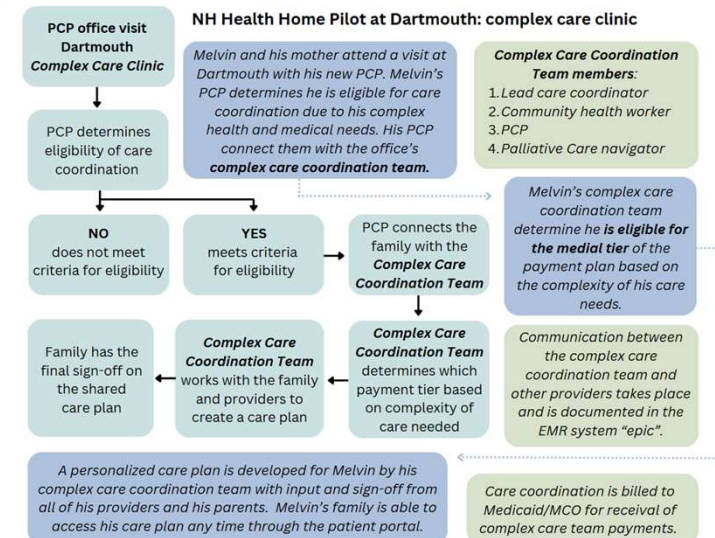 NH Health Home Pilot at Dartmouth: complex care clinic
PCP office visit
Dartmouth
Complex Care Clinic
Melvin and his mother attend a visit at
Dartmouth with his new PCP. Melvin's
PCP determines he is eligible for care
coordination due to his complex
health and medical needs. His PCP
connect them with the office's
complex care coordination team.
Complex Care Coordination
Team members:
1. Lead care coordinator
2. Community health worker
3. PCP
4. Palliative Care navigator
PCP determines
eligibility of care
coordination
NO
does not meet
criteria for eligibility
YES
meets criteria
for eligibility
PCP connects the
family with the
Complex Care
Coordination Team
Melvin's complex care
coordination team
determine he is eligible for
the medial tier of the
payment plan based on
the complexity of his care
needs.
Family has the
final sign-off on
the shared
care plan
Complex Care
Coordination Team
works with the family
and providers to
create a care plan
Complex Care
Coordination Team
determines which
payment tier based
on complexity of
care needed
Communication between
the complex care
coordination team and
other providers takes place
and is documented in the
EMR system "epic".
A personalized care plan is developed for Melvin by his
complex care coordination team with input and sign-off from
all of his providers and his parents. Melvin's family is able to
access his care plan any time through the patient portal.
Care coordination is billed to
Medicaid/MCO for receival of
complex care team payments.